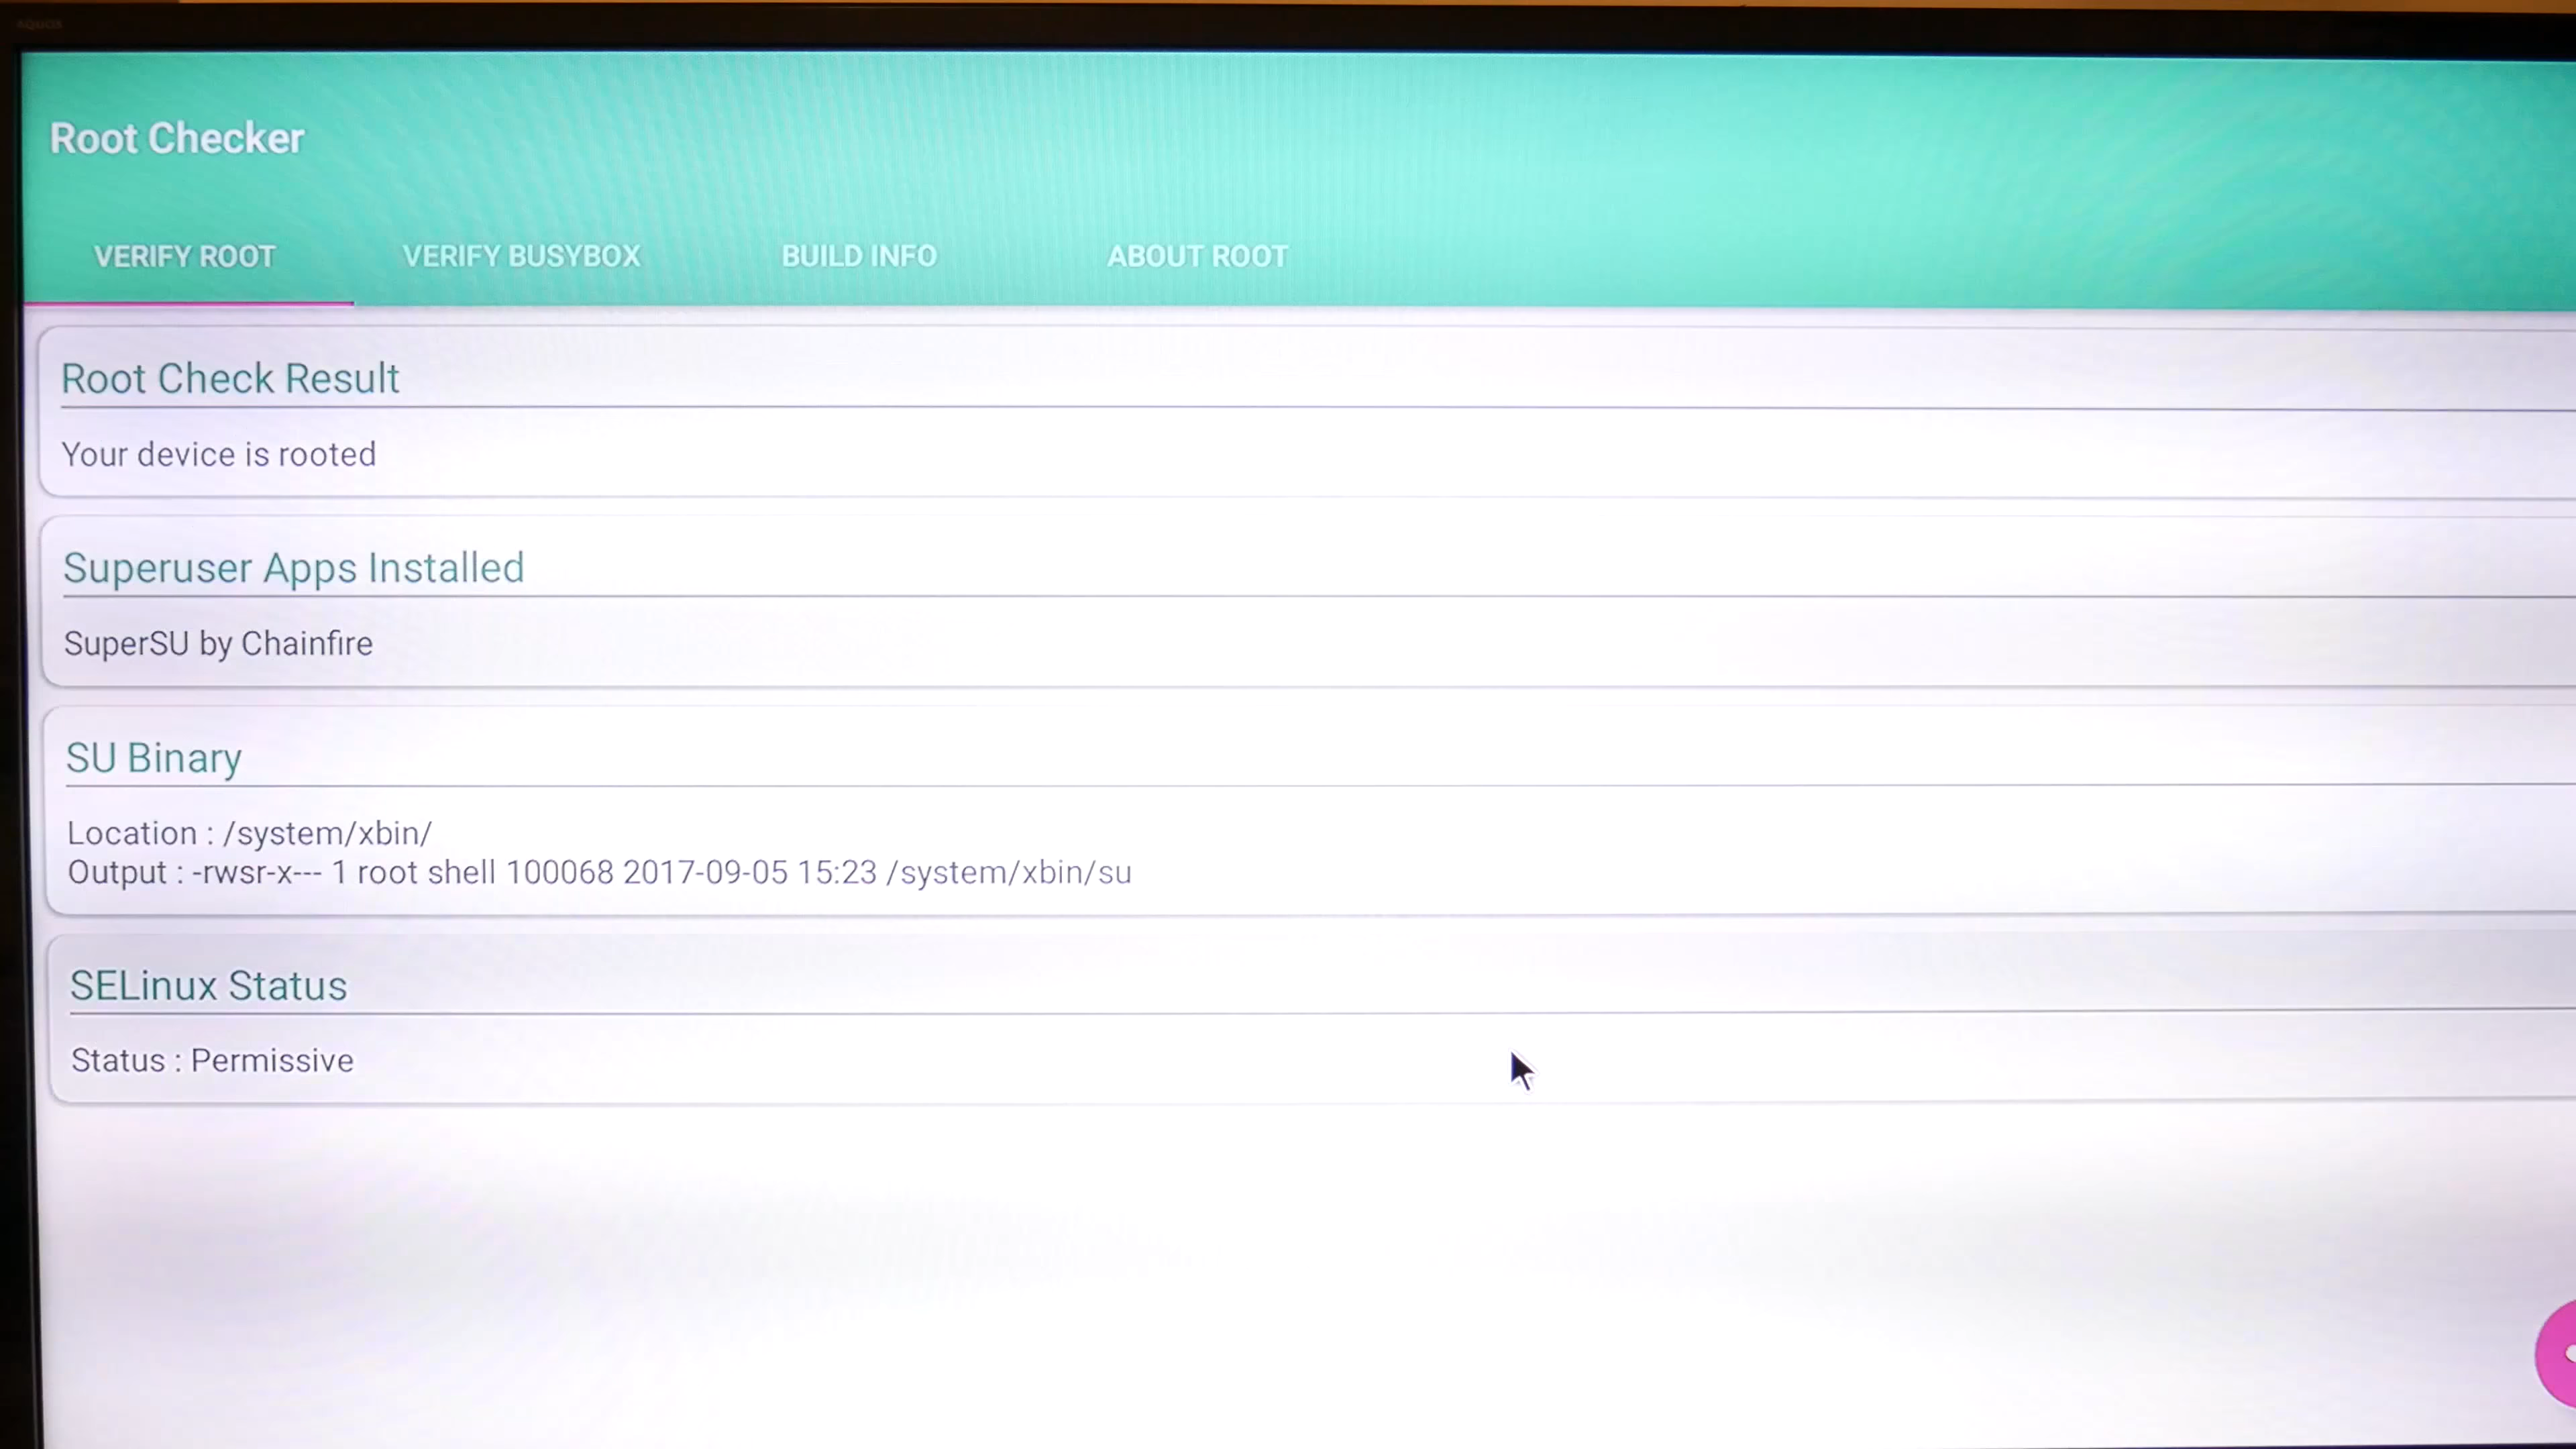 AQUOS
Root Checker
VERIFY ROOT VERIFY BUSYBOX BUILD INFO ABOUT ROOT
Root Check Result
Your device is rooted
Superuser Apps Installed
SuperSU by Chainfire
SU Binary
Location : /system/xbin/
Output : -rwsr-x--- 1 root shell 100068 2017-09-05 15:23 /system/xbin/su
SELinux Status
Status : Permissive